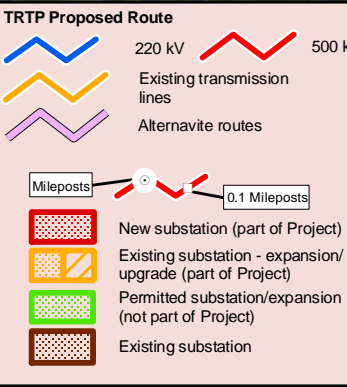 TRTP Proposed Route
220 kV
500 k
Existing transmission
lines
Alternavite routes
Mileposts
0.1 Mileposts
New substation (part of Project)
Existing substation - expansion/
upgrade (part of Project)
Permitted substation/expansion
(not part of Project)
Existing substation